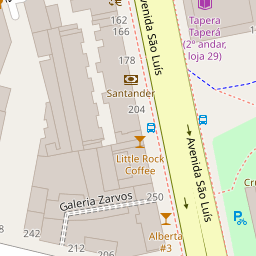 162
166
Avenida São Luís
Tapera
Taperá
(2° andar,
loja 29)
178
Santander
204
Little Rock
Coffee
Avenida São Luís
Galeria Zarvos
250
242
212
Alberta
#3